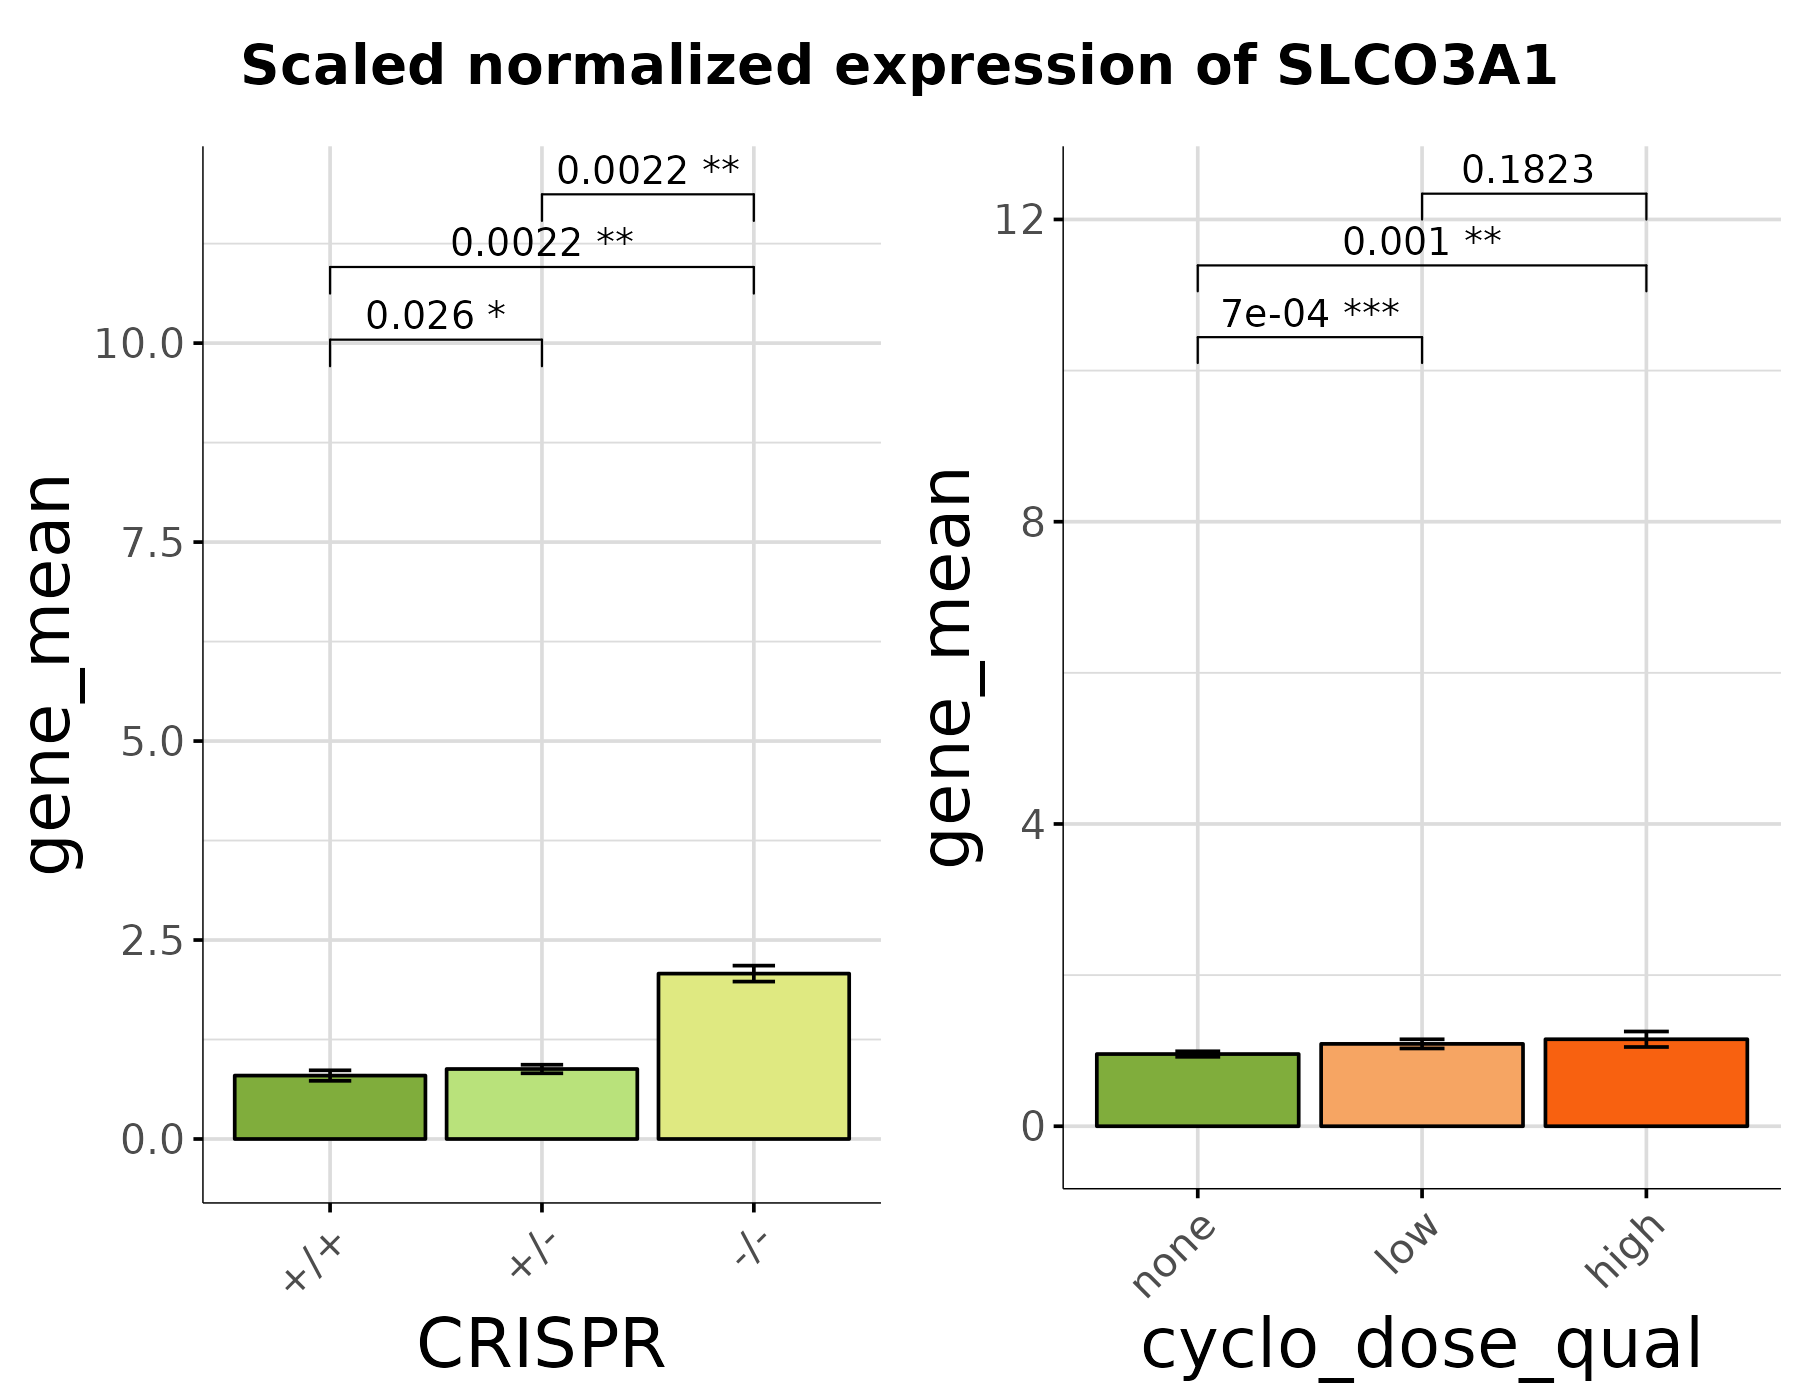 Scaled normalized expression of SLCO3A1
0.0022 **
0.0022 **
0.026 *
10.0
7.5
5.0
2.5
0.0
gene_mean
+/+
+/-
-/-
CRISPR
0.1823
0.001 **
7e-04 ***
12
8
4
0
gene_mean
none
low
high
cyclo_dose_qual